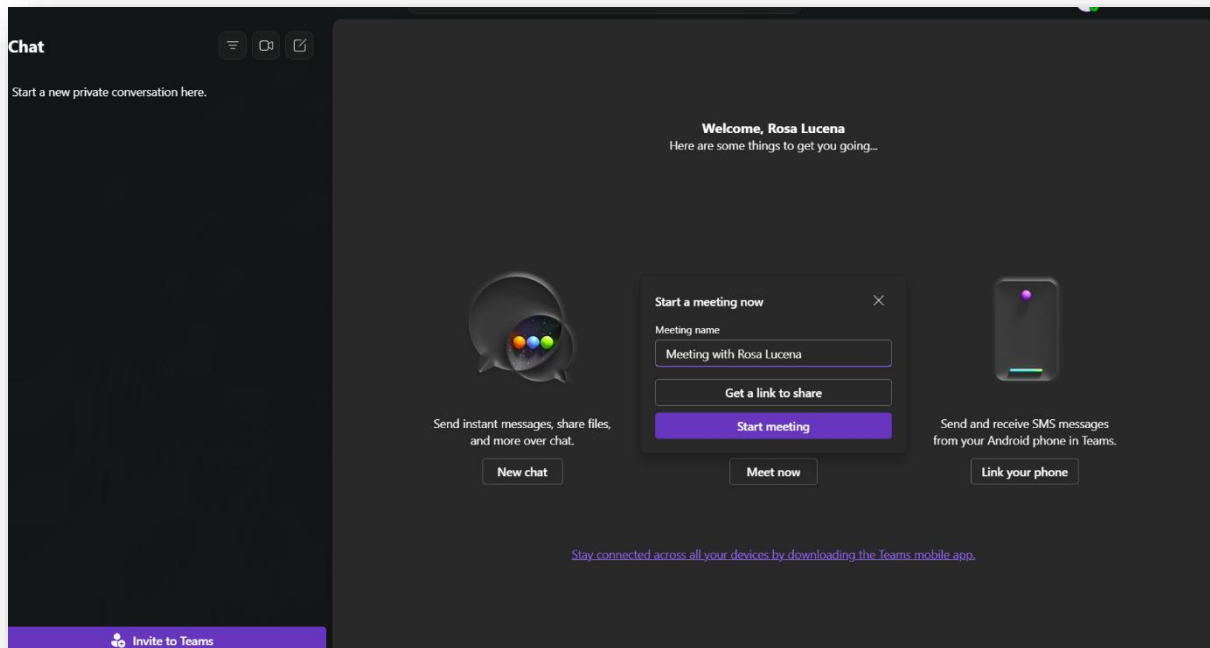 Chat
Start a new private conversation here.
Welcome, Rosa Lucena
Here are some things to get you going...
Start a meeting now
Meeting name
Meeting with Rosa Lucena
Get a link to share
Start meeting
Send instant messages, share files,
and more over chat.
New chat
Meet now
Send and receive SMS messages
from your Android phone in Teams.
Link your phone
Stay connected across all your devices by downloading the Teams mobile app.
Invite to Teams